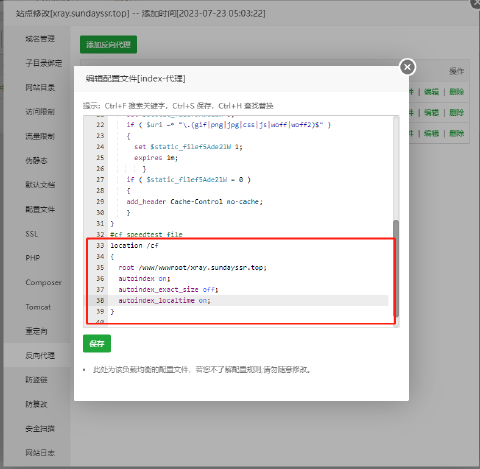 站点修改[xray.sundayssr.top] -- 添加时间[2023-07-23 05:03:22]
域名管理
子目录绑定
网站目录
访问限制
流量限制
伪静态
默认文档
配置文件
SSL
PHP
Composer
Tomcat
重定向
反向代理
防盗链
防篡改
安全扫描
网站日志
添加反向代理
操作
件 | 编辑 | 删除
件 | 编辑 | 删除
件 | 编辑 | 删除
编辑配置文件[index-代理]
提示：Ctrl+F 搜索关键字，Ctrl+S 保存，Ctrl+H 查找替换
22 if ( $uri ~* "\.(gif|png|jpg|css|js|woff|woff2)$" )
23 {
24 set $static_filef5Ade21W 1;
25 expires 1m;
26 }
27 if ( $static_filef5Ade21W = 0 )
28 {
29 add_header Cache-Control no-cache;
30 }
31 }
32 #cf speedtest file
33 location /cf
34 {
35 root /www/wwwroot/xray.sundayssr.top;
36 autoindex on;
37 autoindex_exact_size off;
38 autoindex_localtime on;
39 }
40
保存
此处为该负载均衡的配置文件，若您不了解配置规则,请勿随意修改。